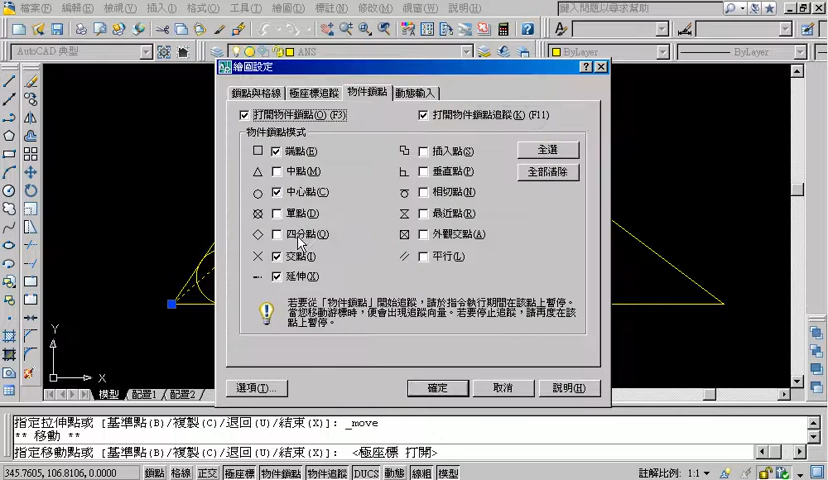 檔案(F) 編輯(E) 檢視(V) 插入(I) 格式(O) 工具(T) 繪圖(D) 標註(N) 修改(M) 視窗(W) 說明(H) 鍵入問題以尋求協助
AutoCAD 典型 ANS ByLayer ByLayer
繪圖設定
鎖點與格線 極座標追蹤 物件鎖點 動態輸入
打開物件鎖點(O) (F3) 打開物件鎖點追蹤(K) (F11)
物件鎖點模式
端點(E) 插入點(S) 全選
中點(M) 垂直點(P) 全部清除
中心點(C) 相切點(N)
單點(D) 最近點(R)
四分點(Q) 外觀交點(A)
交點(I) 平行(L)
延伸(X)
若要從「物件鎖點」開始追蹤，請於指令執行期間在該點上暫停。
當您移動游標時，便會出現追蹤向量。若要停止追蹤，請再度在該
點上暫停。
Y
X
選項(T)... 確定 取消 說明(H)
模型 配置1 配置2
指定拉伸點或 [基準點(B)/複製(C)/退回(U)/結束(X)]: _move
** 移動 **
指定移動點或 [基準點(B)/複製(C)/退回(U)/結束(X)]: <極座標 打開>
345.7605, 106.8106, 0.0000 鎖點 格線 正交 極座標 物件鎖點 物件追蹤 DUCS 動態 線粗 模型 註解比例: 1:1